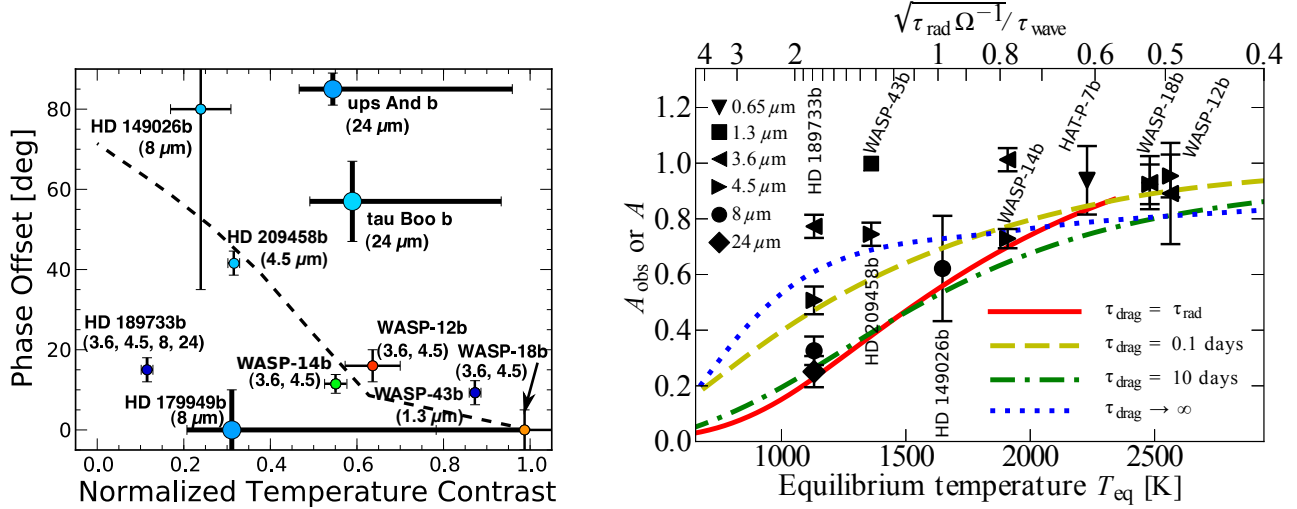 Phase Offset [deg]
80
70
60
50
40
30
20
10
0
0.0
0.2
0.4
0.6
0.8
1.0
Normalized Temperature Contrast
ups And b
(24 μm)
HD 149026b
(8 μm)
tau Boo b
(24 μm)
HD 209458b
(4.5 μm)
HD 189733b
(3.6, 4.5, 8, 24)
WASP-12b
(3.6, 4.5)
WASP-18b
(3.6, 4.5)
WASP-14b
(3.6, 4.5)
WASP-43b
(1.3 μm)
HD 179949b
(8 μm)
√τrad Ω⁻¹/τwave
4
3
2
1
0.8
0.6
0.5
0.4
A obs or A
1.2
1.0
0.8
0.6
0.4
0.2
0.0
0.65 μm
1.3 μm
3.6 μm
4.5 μm
8 μm
24 μm
HD 189733b
WASP-43b
HD 209458b
HD 149026b
WASP-14b
HAT-P-7b
WASP-18b
WASP-12b
τdrag = τrad
τdrag = 0.1 days
τdrag = 10 days
τdrag → ∞
1000
1500
2000
2500
Equilibrium temperature Teq [K]